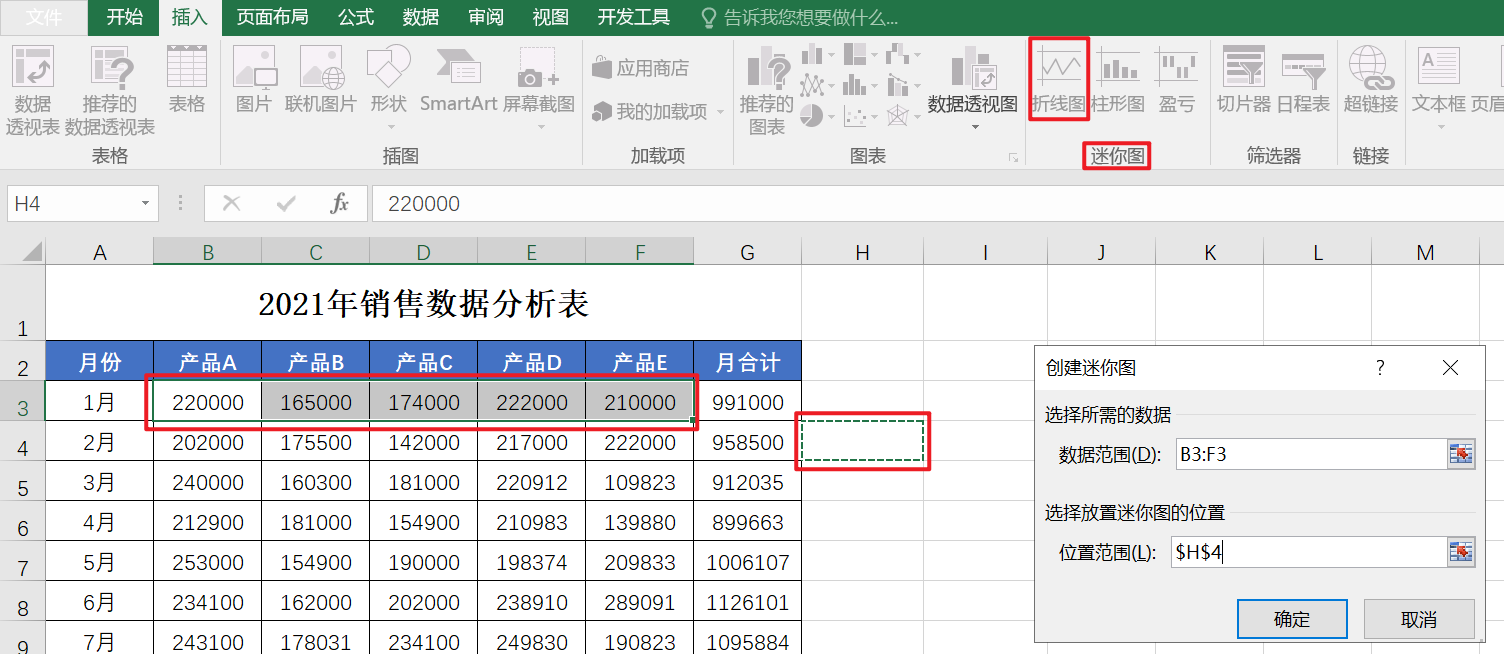 文件 开始 插入 页面布局 公式 数据 审阅 视图 开发工具 告诉我您想要做什么...
数据
透视表
推荐的
数据透视表
表格
表格
图片 联机图片 形状 SmartArt 屏幕截图
插图
应用商店
我的加载项
加载项
推荐的
图表
数据透视图
图表
折线图 柱形图 盈亏
迷你图
切片器 日程表
筛选器
超链接
链接
文本框 页眉
H4 fx 220000
A B C D E F G H I J K L M
1 2021年销售数据分析表
2 月份 产品A 产品B 产品C 产品D 产品E 月合计
3 1月 220000 165000 174000 222000 210000 991000
4 2月 202000 175500 142000 217000 222000 958500
5 3月 240000 160300 181000 220912 109823 912035
6 4月 212900 181000 154900 210983 139880 899663
7 5月 253000 154900 190000 198374 209833 1006107
8 6月 234100 162000 202000 238910 289091 1126101
9 7月 243100 178031 234100 249830 190823 1095884
创建迷你图 ?
选择所需的数据
数据范围(D): B3:F3
选择放置迷你图的位置
位置范围(L): $H$4
确定 取消